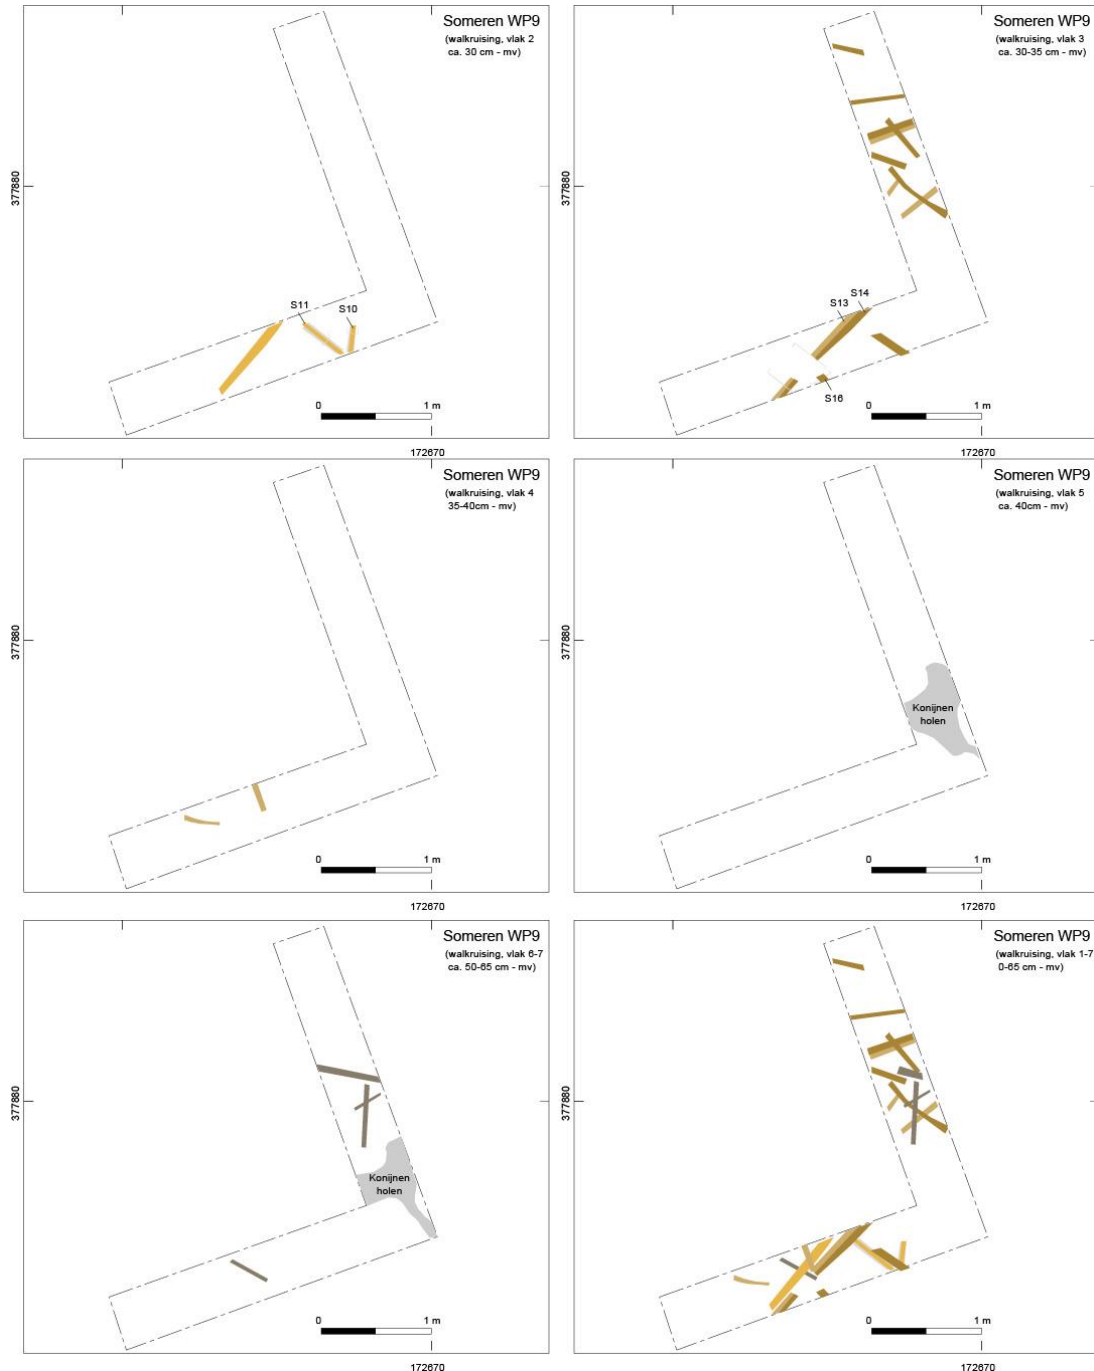 Someren WP9
(walkruising, vlak 2
ca. 30 cm - mv)
377880
S11
S10
0
1 m
172670
Someren WP9
(walkruising, vlak 3
ca. 30-35 cm - mv)
377880
S13
S14
S16
0
1 m
172670
Someren WP9
(walkruising, vlak 4
35-40cm - mv)
377880
0
1 m
172670
Someren WP9
(walkruising, vlak 5
ca. 40cm - mv)
377880
Konijnen
holen
0
1 m
172670
Someren WP9
(walkruising, vlak 6-7
ca. 50-65 cm - mv)
377880
Konijnen
holen
0
1 m
172670
Someren WP9
(walkruising, vlak 1-7
0-65 cm - mv)
377880
0
1 m
172670